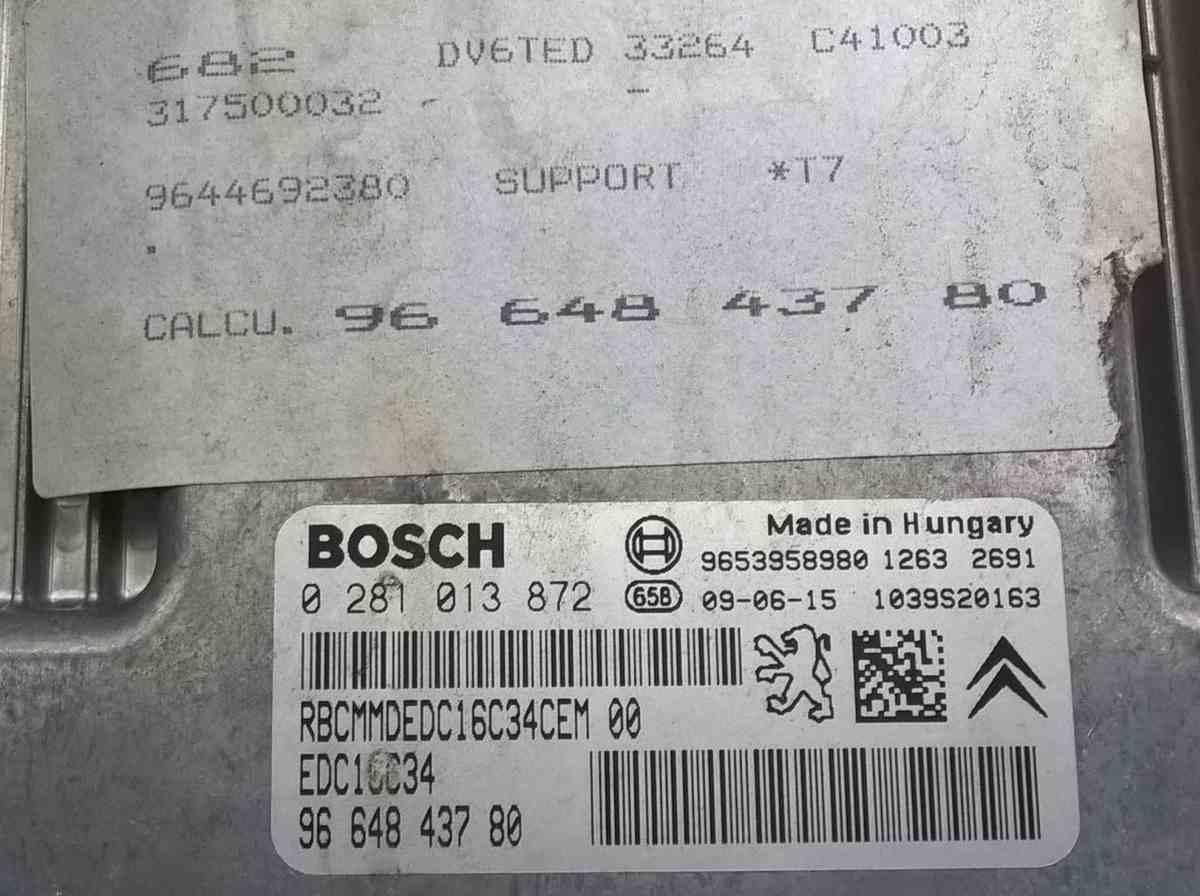 682 DV6TED 33264 C41003
317500032 - -
9644692380 SUPPORT *T7
.
CALCU. 96 648 437 80
BOSCH
Made in Hungary
9653958980 1263 2691
0 281 013 872 658 09-06-15 1039S20163
RBCMMDEDC16C34CEM 00
EDC16C34
96 648 437 80